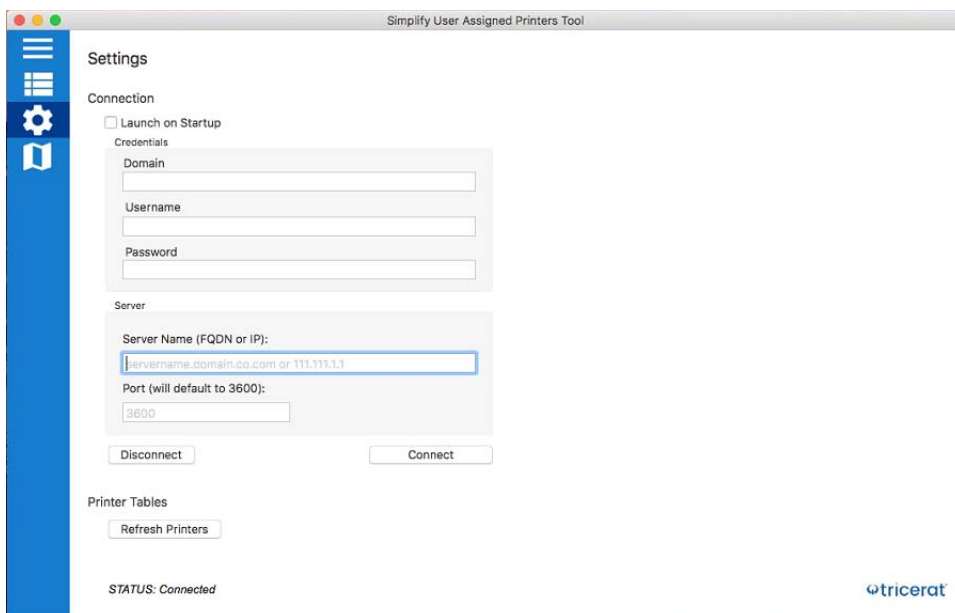 Simplify User Assigned Printers Tool
Settings
Connection
Launch on Startup
Credentials
Domain
Username
Password
Server
Server Name (FQDN or IP):
servername.domain.co.com or 111.111.1.1
Port (will default to 3600):
3600
Disconnect Connect
Printer Tables
Refresh Printers
STATUS: Connected
tricerat